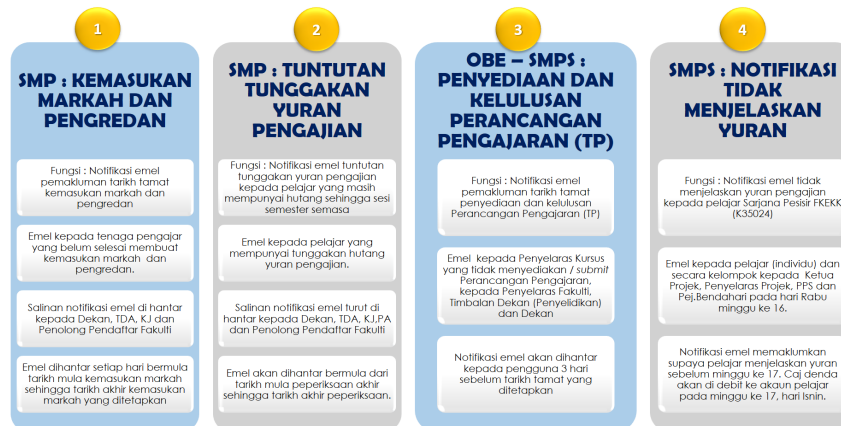 1
SMP : KEMASUKAN
MARKAH DAN
PENGREDAN
Fungsi : Notifikasi emel
pemakluman tarikh tamat
kemasukan markah dan
pengredan
Emel kepada tenaga pengajar
yang belum selesai membuat
kemasukan markah dan
pengredan.
Salinan notifikasi emel di hantar
kepada Dekan, TDA, KJ dan
Penolong Pendaftar Fakulti
Emel dihantar setiap hari bermula
tarikh mula kemasukan markah
sehingga tarikh akhir kemasukan
markah yang ditetapkan
2
SMP : TUNTUTAN
TUNGGAKAN
YURAN
PENGAJIAN
Fungsi : Notifikasi emel tuntutan
tunggakan yuran pengajian
kepada pelajar yang masih
mempunyai hutang sehingga sesi
semester semasa
Emel kepada pelajar yang
mempunyai tunggakan hutang
yuran pengajian.
Salinan notifikasi emel turut di
hantar kepada Dekan, TDA, KJ,PA
dan Penolong Pendaftar Fakulti
Emel akan dihantar bermula dari
tarikh mula peperiksaan akhir
sehingga tarikh akhir peperiksaan.
3
OBE – SMPS :
PENYEDIAAN DAN
KELULUSAN
PERANCANGAN
PENGAJARAN (TP)
Fungsi : Notifikasi emel
pemakluman tarikh tamat
penyediaan dan kelulusan
Perancangan Pengajaran (TP)
Emel kepada Penyelaras Kursus
yang tidak menyediakan / submit
Perancangan Pengajaran,
kepada Penyelaras Fakulti,
Timbalan Dekan (Penyelidikan)
dan Dekan
Notifikasi emel akan dihantar
kepada pengguna 3 hari
sebelum tarikh tamat yang
ditetapkan
4
SMPS : NOTIFIKASI
TIDAK
MENJELASKAN
YURAN
Fungsi : Notifikasi emel tidak
menjelaskan yuran pengajian
kepada pelajar Sarjana Pesisir FKEKK
(K35024)
Emel kepada pelajar (individu) dan
secara kelompok kepada Ketua
Projek, Penyelaras Projek, PPS dan
Pej.Bendahari pada hari Rabu
minggu ke 16.
Notifikasi emel memaklumkan
supaya pelajar menjelaskan yuran
sebelum minggu ke 17. Caj denda
akan di debit ke akaun pelajar
pada minggu ke 17, hari Isnin.